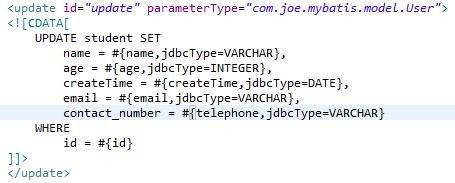 <update id="update" parameterType="com.joe.mybatis.model.User">
<![CDATA[
UPDATE student SET
name = #{name,jdbcType=VARCHAR},
age = #{age,jdbcType=INTEGER},
createTime = #{createTime,jdbcType=DATE},
email = #{email,jdbcType=VARCHAR},
contact_number = #{telephone,jdbcType=VARCHAR}
WHERE
id = #{id}
]]>
</update>